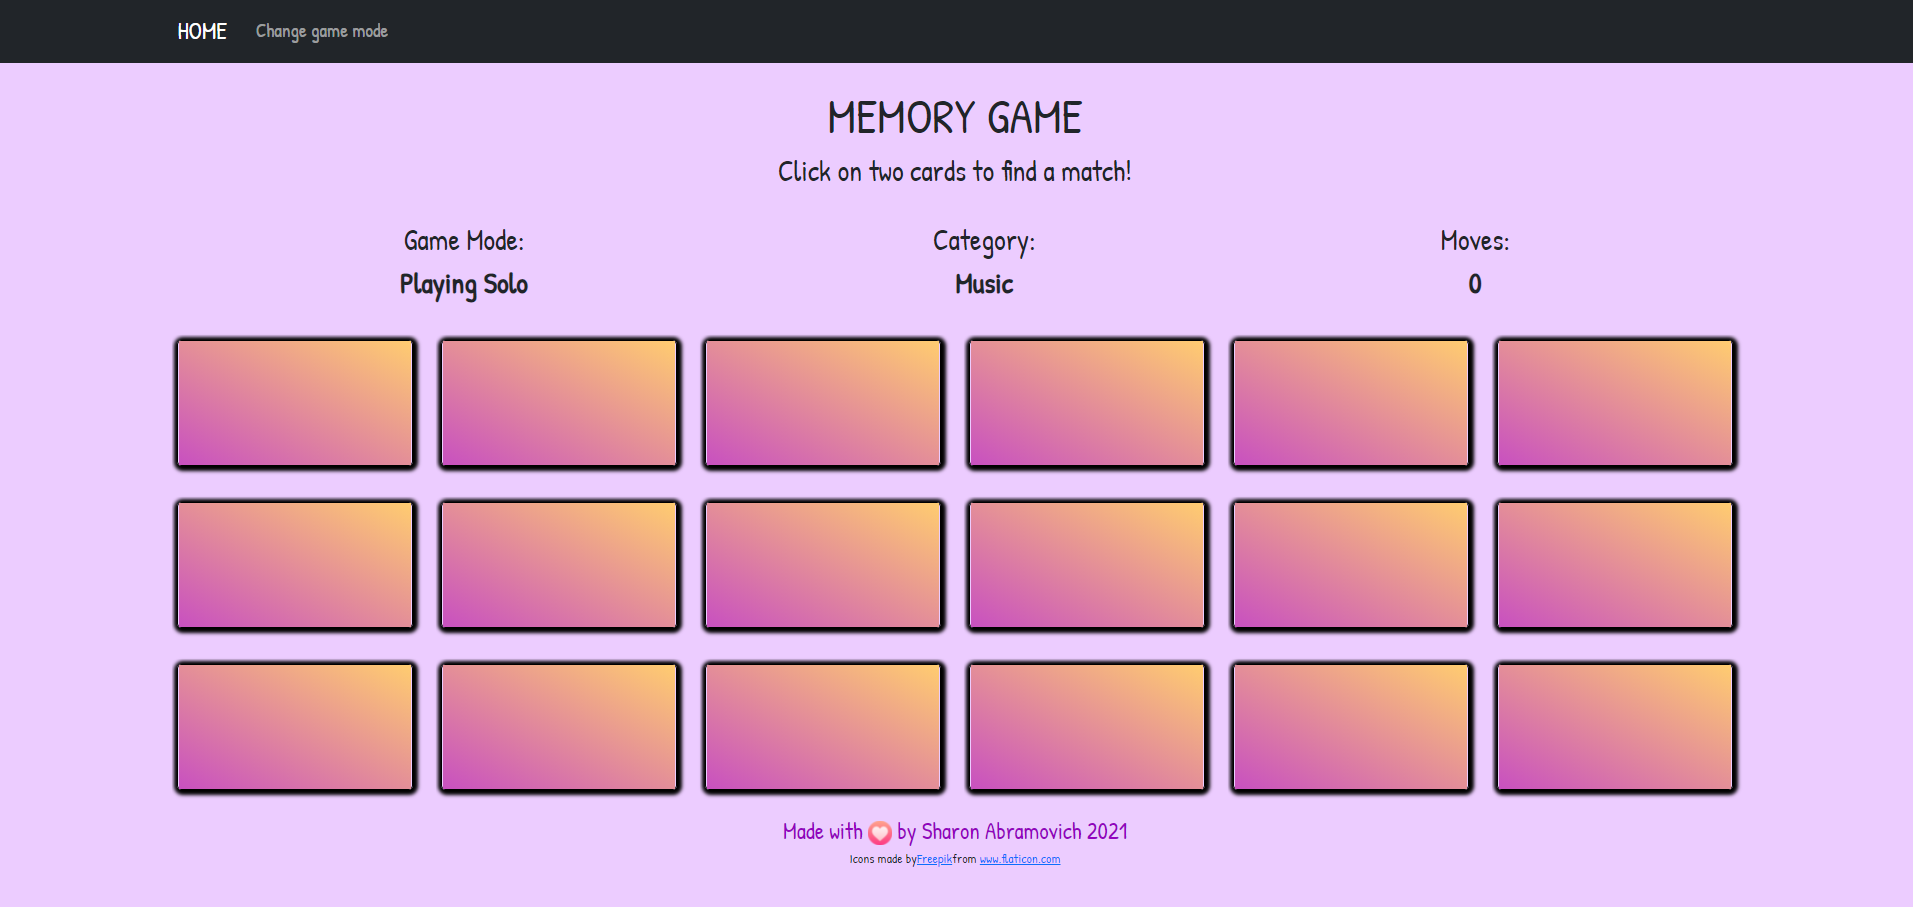 HOME Change game mode
MEMORY GAME
Click on two cards to find a match!
Game Mode: Category: Moves:
Playing Solo Music 0
Made with by Sharon Abramovich 2021
Icons made byFreepikfrom www.flaticon.com